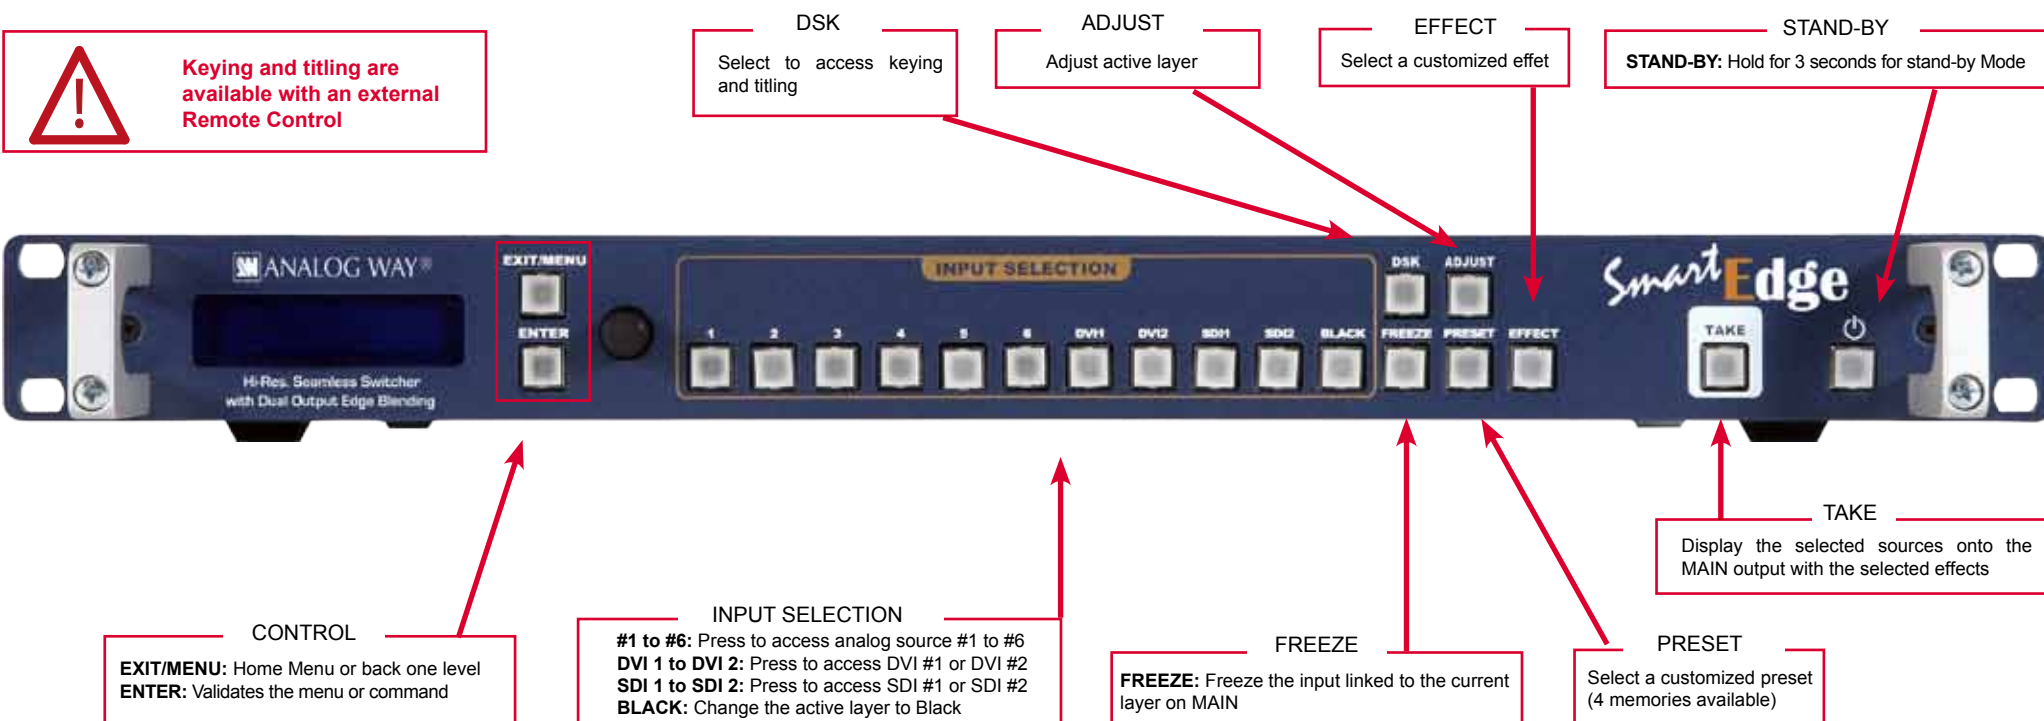 Keying and titling are
available with an external
Remote Control
DSK
Select to access keying
and titling
ADJUST
Adjust active layer
EFFECT
Select a customized effet
STAND-BY
STAND-BY: Hold for 3 seconds for stand-by Mode
ANALOG WAY®
Hi-Res. Seamless Switcher
with Dual Output Edge Blending
EXIT/MENU
ENTER
INPUT SELECTION
1 2 3 4 5 6 DVI1 DVI2 SDI1 SDI2 BLACK
DSK ADJUST
FREEZE PRESET EFFECT
SmartEdge
TAKE
CONTROL
EXIT/MENU: Home Menu or back one level
ENTER: Validates the menu or command
INPUT SELECTION
#1 to #6: Press to access analog source #1 to #6
DVI 1 to DVI 2: Press to access DVI #1 or DVI #2
SDI 1 to SDI 2: Press to access SDI #1 or SDI #2
BLACK: Change the active layer to Black
FREEZE
FREEZE: Freeze the input linked to the current
layer on MAIN
PRESET
Select a customized preset
(4 memories available)
TAKE
Display the selected sources onto the
MAIN output with the selected effects